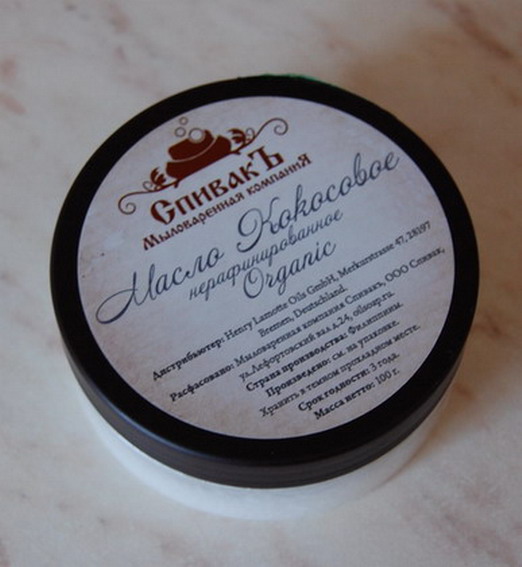 СпивакЪ
Мыловаренная компаниЯ
Масло Кокосовое
нерафинированное
Organic
Дистрибьютер: Henry Lamotte Oils GmbH, Merkurstrasse 47, 28197
Bremen, Deutschland.
Расфасовано: Мыловаренная компания Спивакъ, ООО Спивак,
ул.Лефортовский вал д.24, oilsoap.ru.
Страна производства: Филиппины.
Произведено: см. на упаковке.
Хранить в темном прохладном месте.
Срок годности: 3 года.
Масса нетто: 100 г.